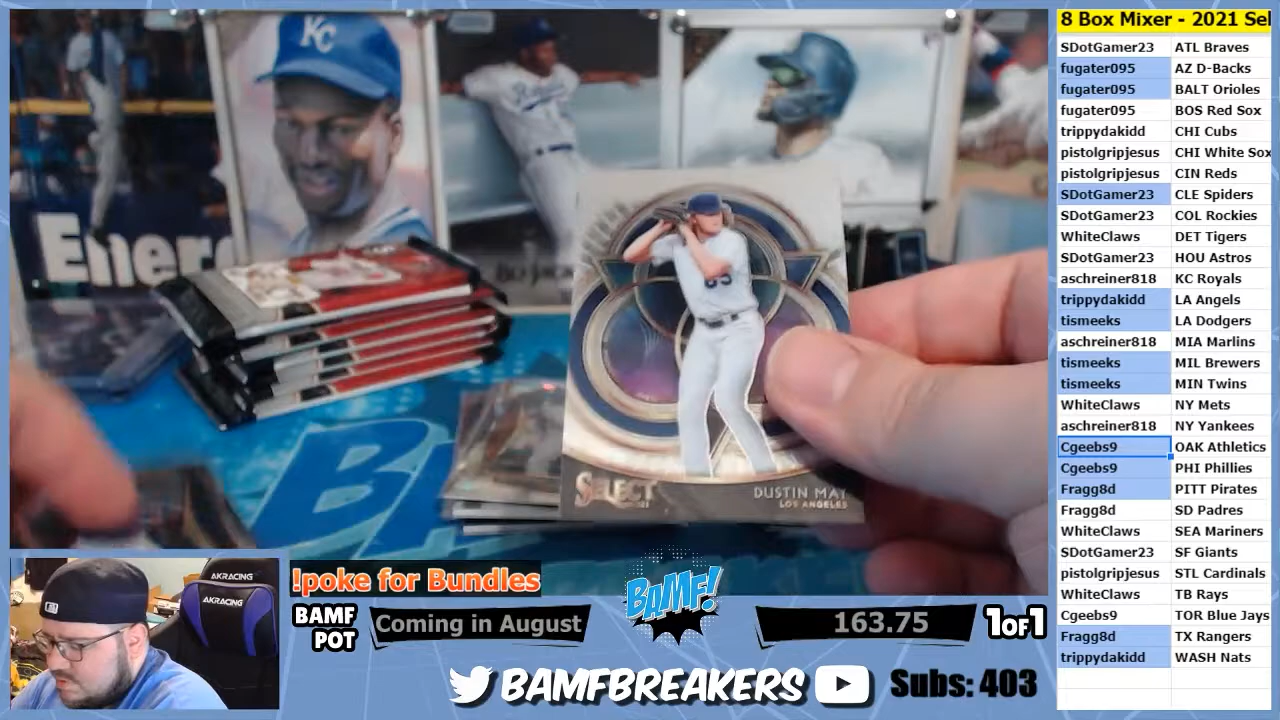 8 Box Mixer - 2021 Sel
SDotGamer23 ATL Braves
fugater095 AZ D-Backs
fugater095 BALT Orioles
fugater095 BOS Red Sox
trippydakidd CHI Cubs
pistolgripjesus CHI White Sox
pistolgripjesus CIN Reds
SDotGamer23 CLE Spiders
SDotGamer23 COL Rockies
WhiteClaws DET Tigers
SDotGamer23 HOU Astros
aschreiner818 KC Royals
trippydakidd LA Angels
tismeeks LA Dodgers
aschreiner818 MIA Marlins
tismeeks MIL Brewers
tismeeks MIN Twins
WhiteClaws NY Mets
aschreiner818 NY Yankees
Cgeebs9 OAK Athletics
Cgeebs9 PHI Phillies
Fragg8d PITT Pirates
Fragg8d SD Padres
WhiteClaws SEA Mariners
SDotGamer23 SF Giants
pistolgripjesus STL Cardinals
WhiteClaws TB Rays
Cgeebs9 TOR Blue Jays
Fragg8d TX Rangers
trippydakidd WASH Nats
KC
Ener
SELECT
DUSTIN MAY
LOS ANGELES
AKRACING
AKRACING
!poke for Bundles
BAMF
POT
Coming in August
BAMF!
163.75
1OF1
BAMFBREAKERS
Subs: 403